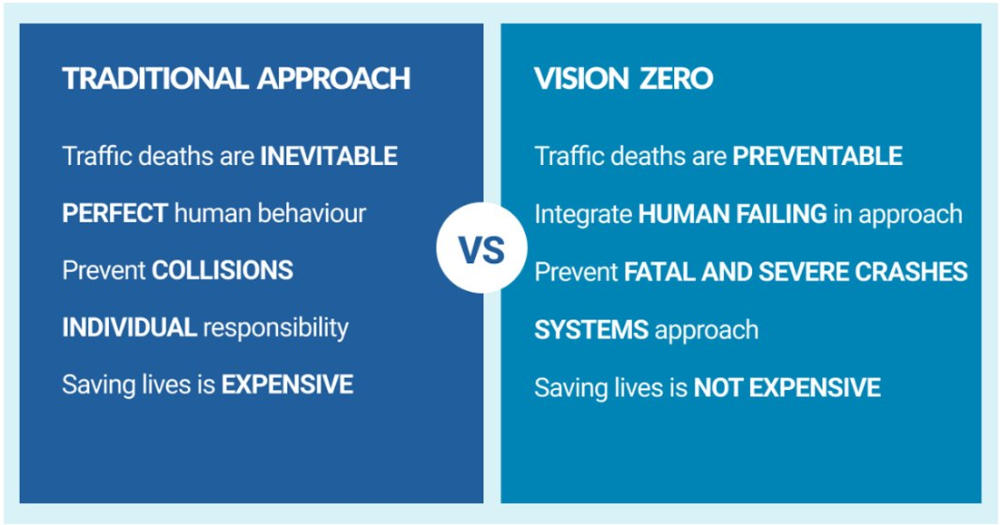 TRADITIONAL APPROACH
Traffic deaths are INEVITABLE
PERFECT human behaviour
Prevent COLLISIONS
INDIVIDUAL responsibility
Saving lives is EXPENSIVE
VS
VISION ZERO
Traffic deaths are PREVENTABLE
Integrate HUMAN FAILING in approach
Prevent FATAL AND SEVERE CRASHES
SYSTEMS approach
Saving lives is NOT EXPENSIVE